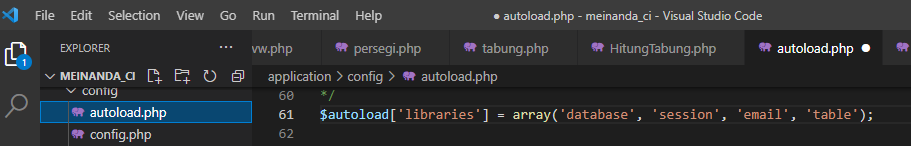 File Edit Selection View Go Run Terminal Help ● autoload.php - meinanda_ci - Visual Studio Code
EXPLORER
vw.php persegi.php tabung.php HitungTabung.php autoload.php ●
1
MEINANDA_CI
application > config > autoload.php
config
60 */
autoload.php
61 $autoload['libraries'] = array('database', 'session', 'email', 'table');
config.php
62